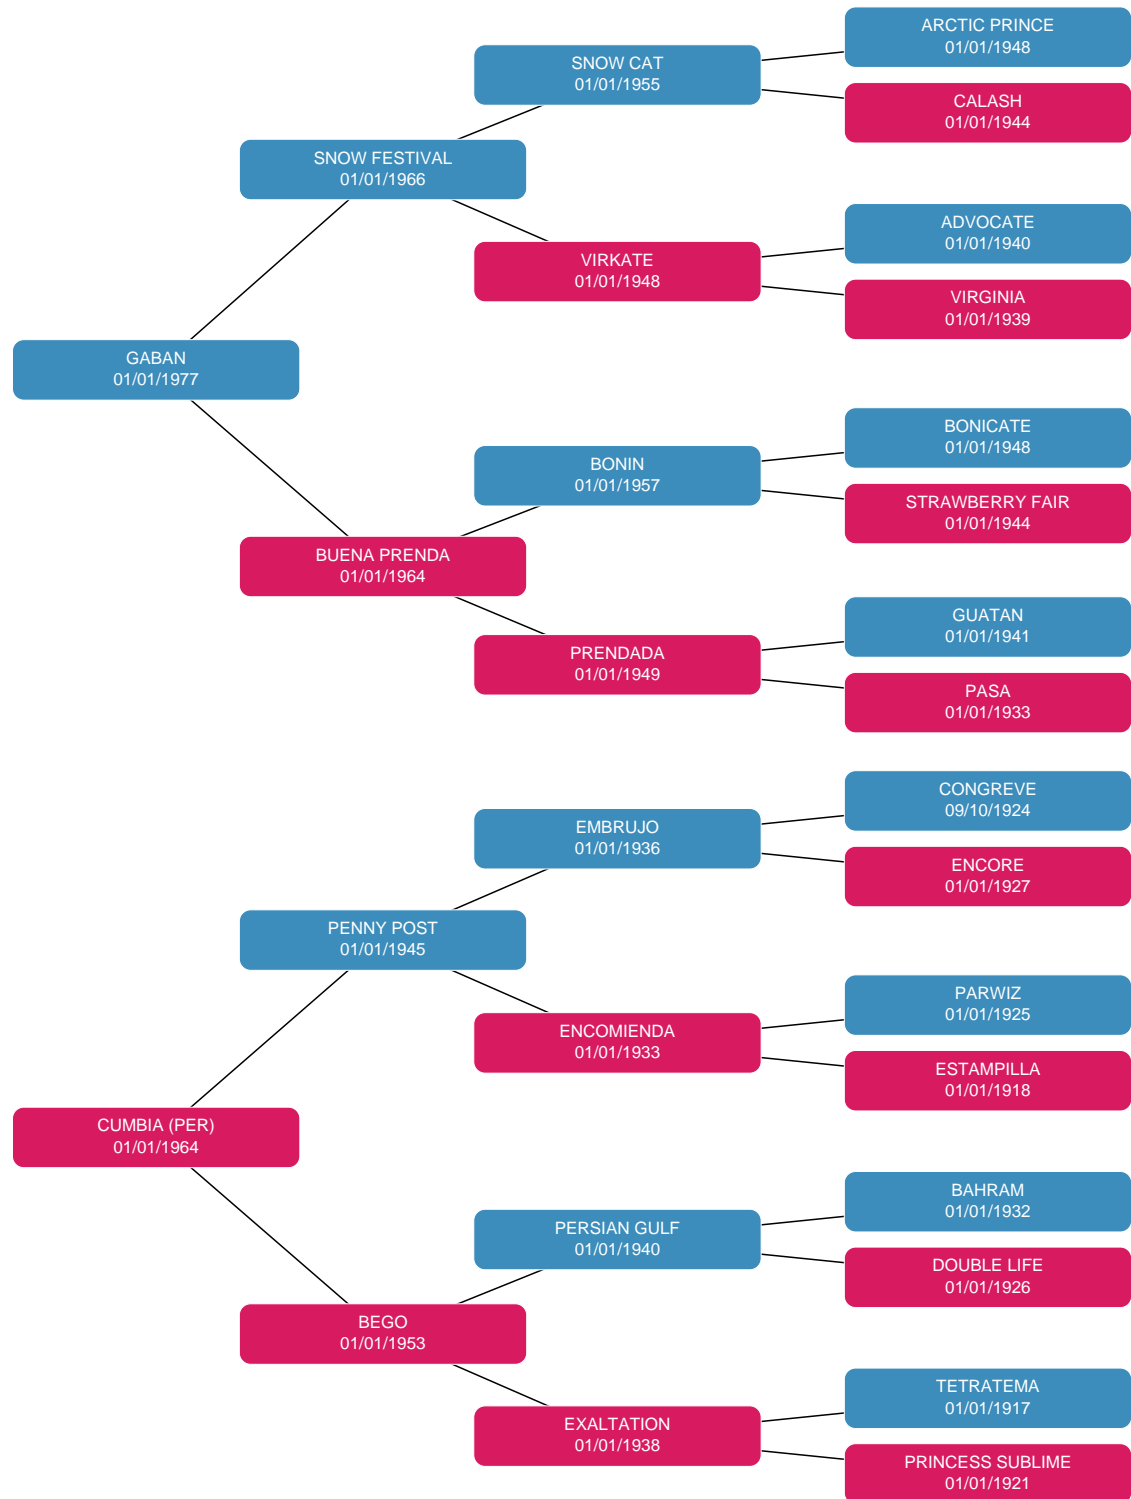 ARCTIC PRINCE
01/01/1948
SNOW CAT
01/01/1955
CALASH
01/01/1944
SNOW FESTIVAL
01/01/1966
ADVOCATE
01/01/1940
VIRKATE
01/01/1948
VIRGINIA
01/01/1939
GABAN
01/01/1977
BONICATE
01/01/1948
BONIN
01/01/1957
STRAWBERRY FAIR
01/01/1944
BUENA PRENDA
01/01/1964
GUATAN
01/01/1941
PRENDADA
01/01/1949
PASA
01/01/1933
CONGREVE
09/10/1924
EMBRUJO
01/01/1936
ENCORE
01/01/1927
PENNY POST
01/01/1945
PARWIZ
01/01/1925
ENCOMIENDA
01/01/1933
ESTAMPILLA
01/01/1918
CUMBIA (PER)
01/01/1964
BAHRAM
01/01/1932
PERSIAN GULF
01/01/1940
DOUBLE LIFE
01/01/1926
BEGO
01/01/1953
TETRATEMA
01/01/1917
EXALTATION
01/01/1938
PRINCESS SUBLIME
01/01/1921